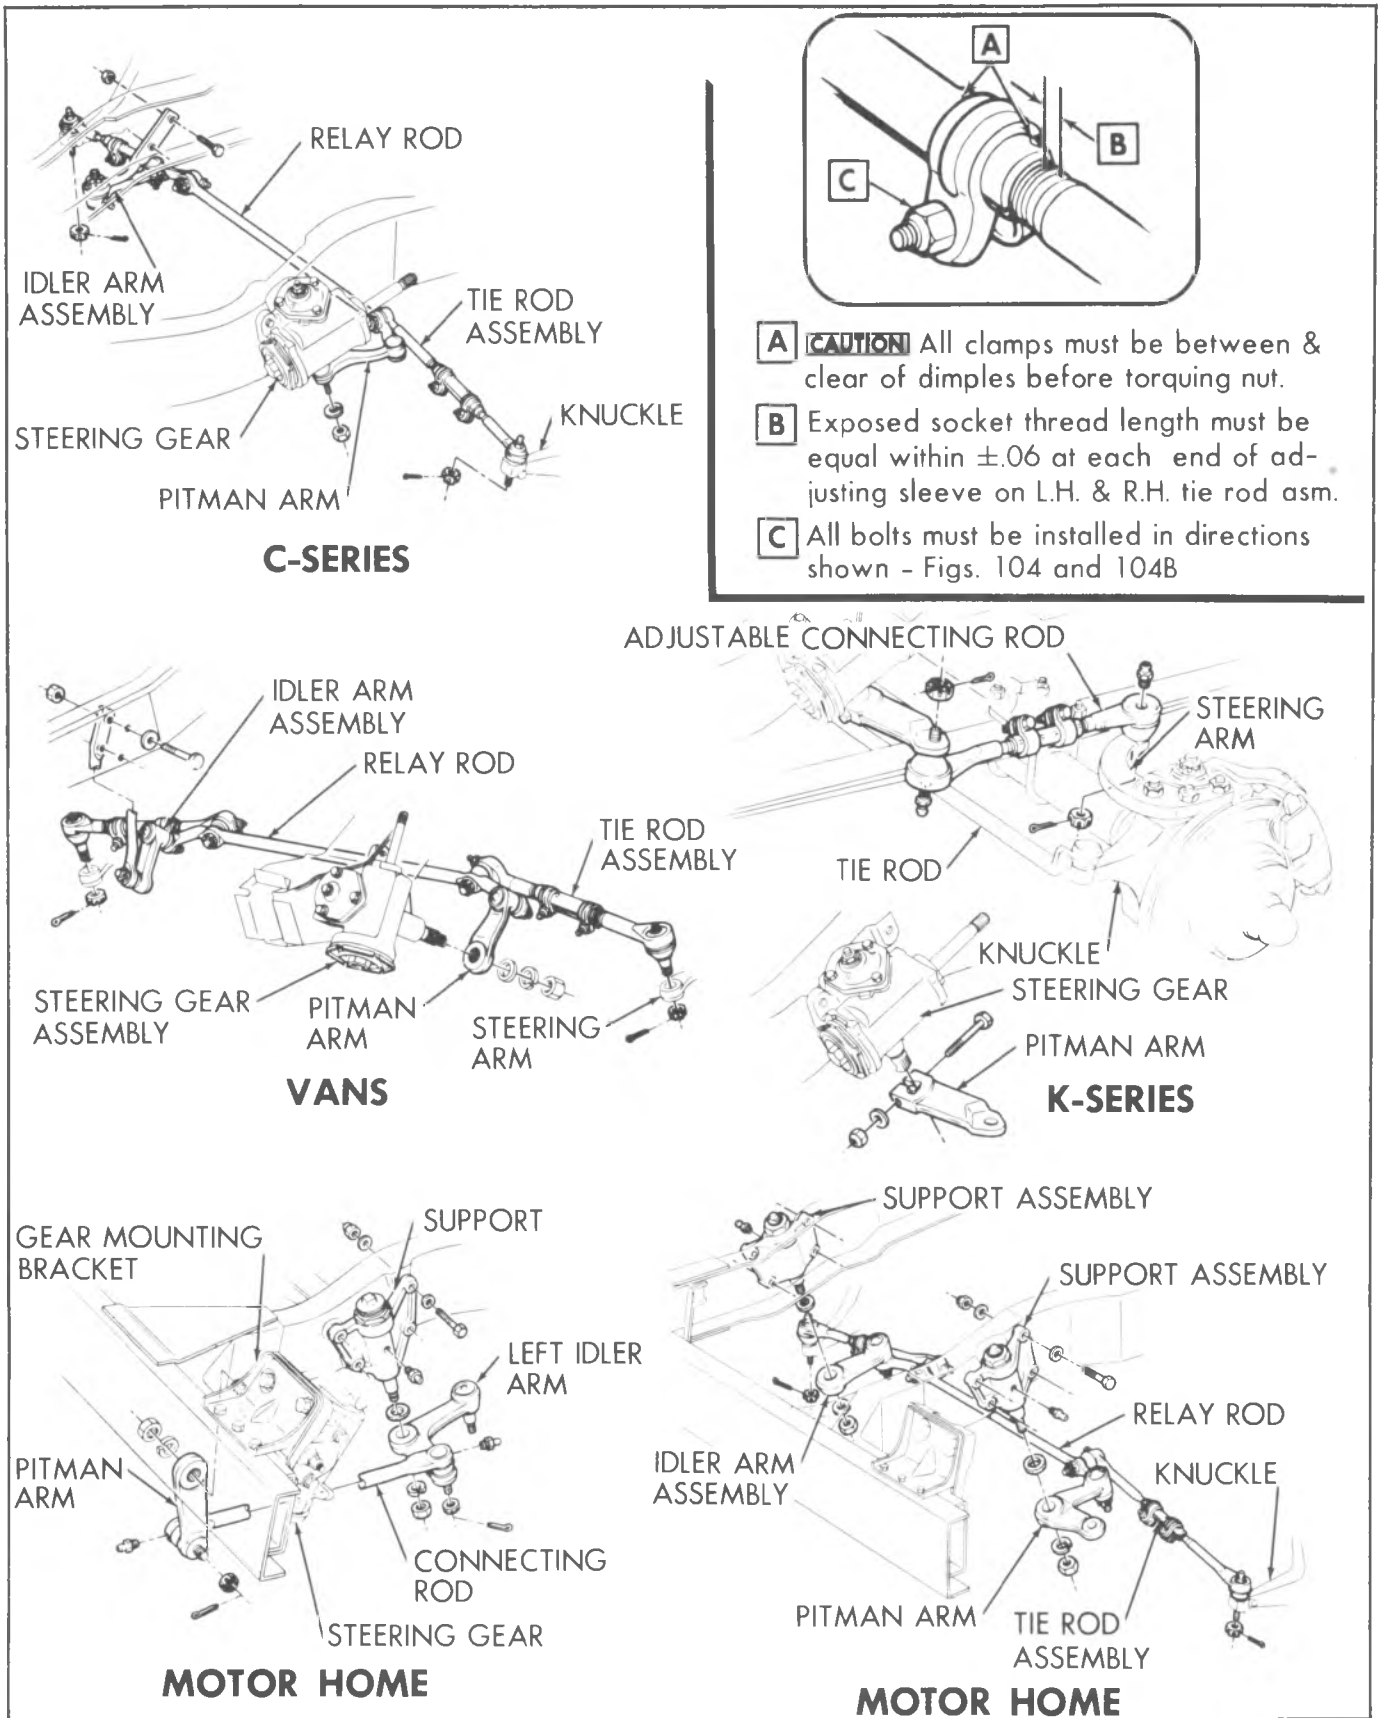 RELAY ROD
IDLER ARM
ASSEMBLY
TIE ROD
ASSEMBLY
STEERING GEAR
KNUCKLE
PITMAN ARM
C-SERIES
A
B
C
A CAUTION All clamps must be between &
clear of dimples before torquing nut.
B Exposed socket thread length must be
equal within ±.06 at each end of ad-
justing sleeve on L.H. & R.H. tie rod asm.
C All bolts must be installed in directions
shown - Figs. 104 and 104B
IDLER ARM
ASSEMBLY
RELAY ROD
TIE ROD
ASSEMBLY
STEERING GEAR
ASSEMBLY
PITMAN
ARM
STEERING
ARM
VANS
ADJUSTABLE CONNECTING ROD
STEERING
ARM
TIE ROD
KNUCKLE
STEERING GEAR
PITMAN ARM
K-SERIES
GEAR MOUNTING
BRACKET
SUPPORT
LEFT IDLER
ARM
PITMAN
ARM
CONNECTING
ROD
STEERING GEAR
MOTOR HOME
SUPPORT ASSEMBLY
SUPPORT ASSEMBLY
RELAY ROD
IDLER ARM
ASSEMBLY
KNUCKLE
PITMAN ARM
TIE ROD
ASSEMBLY
MOTOR HOME